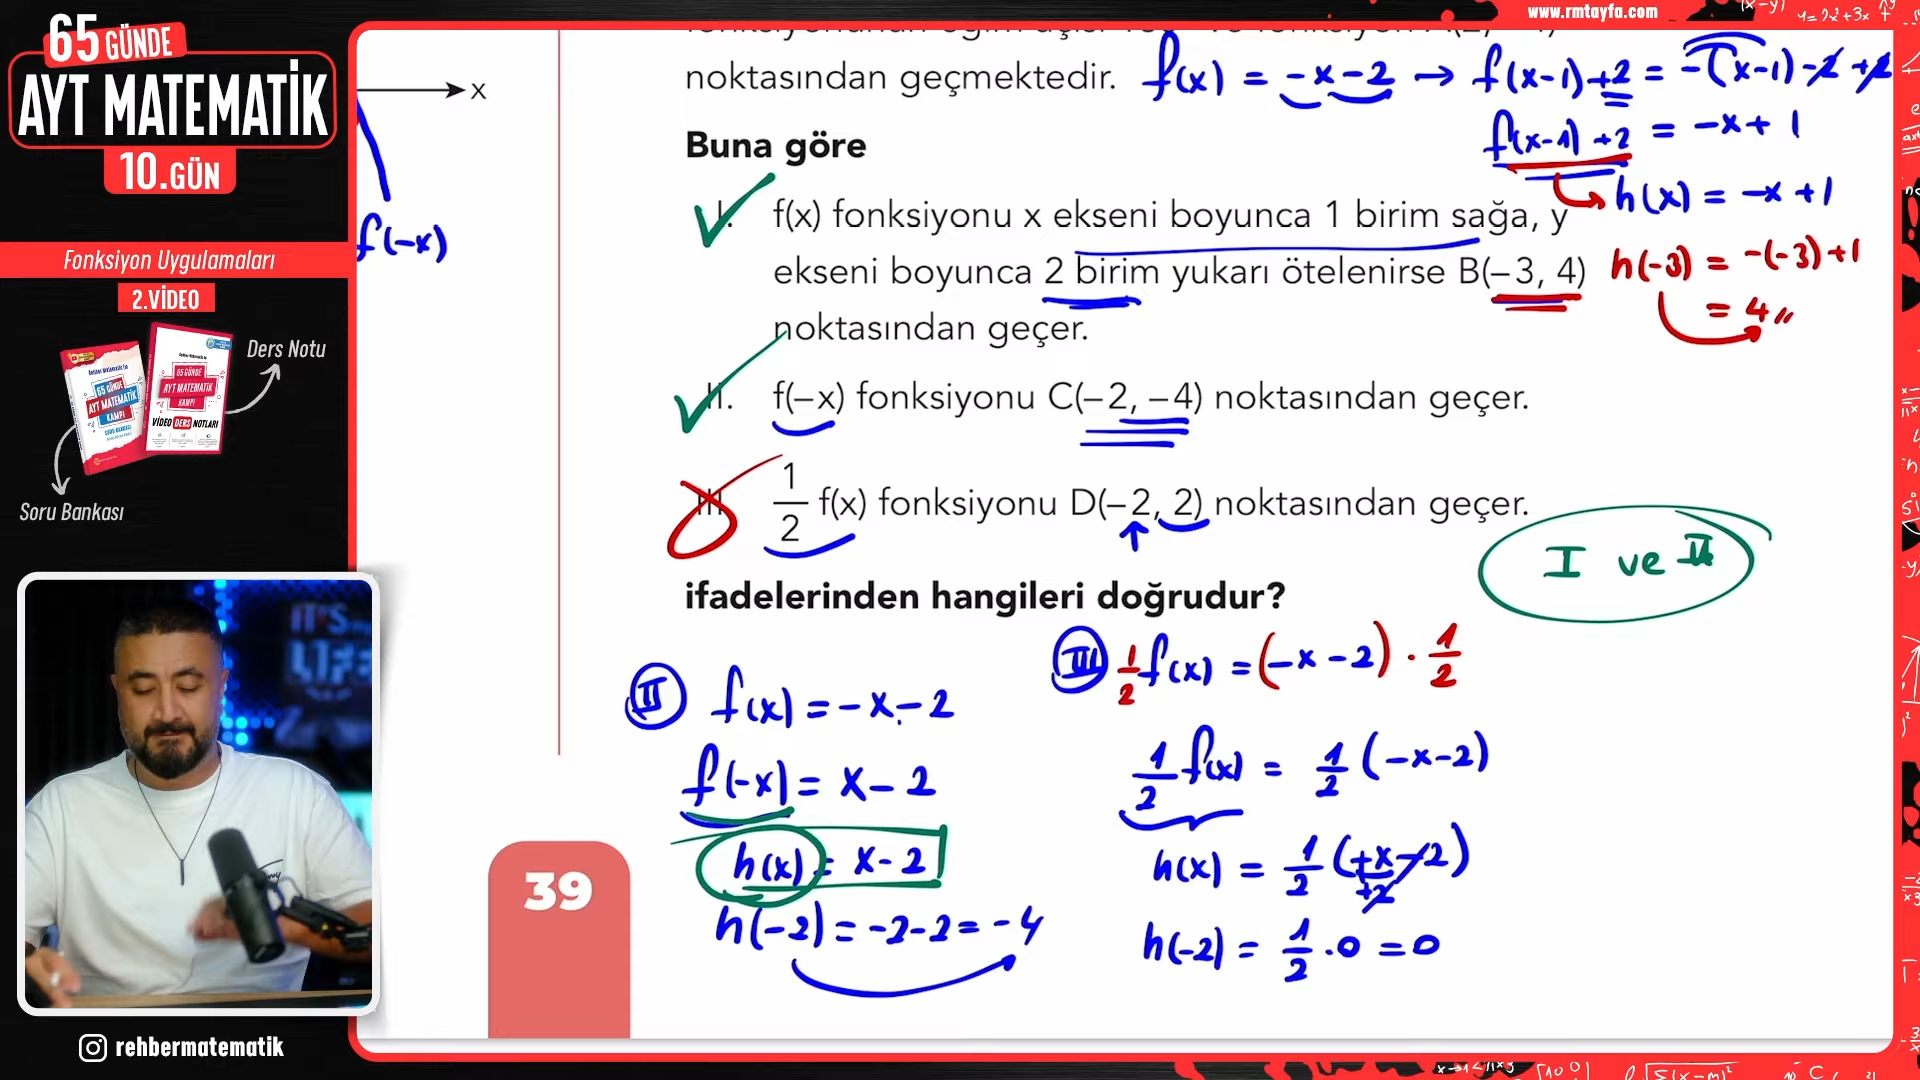 65 GÜNDE
AYT MATEMATİK
10.GÜN
Fonksiyon Uygulamaları
2.VİDEO
Ders Notu
Soru Bankası
rehbermatematik
www.rmtayfa.com
x
f(-x)
noktasından geçmektedir. f(x) = -x-2 → f(x-1)+2 = -(x-1)-2+2
f(x-1)+2 = -x+1
h(x) = -x+1
Buna göre
I. f(x) fonksiyonu x ekseni boyunca 1 birim sağa, y
ekseni boyunca 2 birim yukarı ötelenirse B(–3, 4)
noktasından geçer.
h(-3) = -(-3)+1
= 4
II. f(–x) fonksiyonu C(–2, –4) noktasından geçer.
III. 1/2 f(x) fonksiyonu D(–2, 2) noktasından geçer.
I ve II
ifadelerinden hangileri doğrudur?
II f(x) = -x-2
f(-x) = x-2
h(x) = x-2
h(-2) = -2-2 = -4
III 1/2 f(x) = (-x-2) · 1/2
1/2 f(x) = 1/2 (-x-2)
h(x) = 1/2 (+x-2)
+2
h(-2) = 1/2 · 0 = 0
39